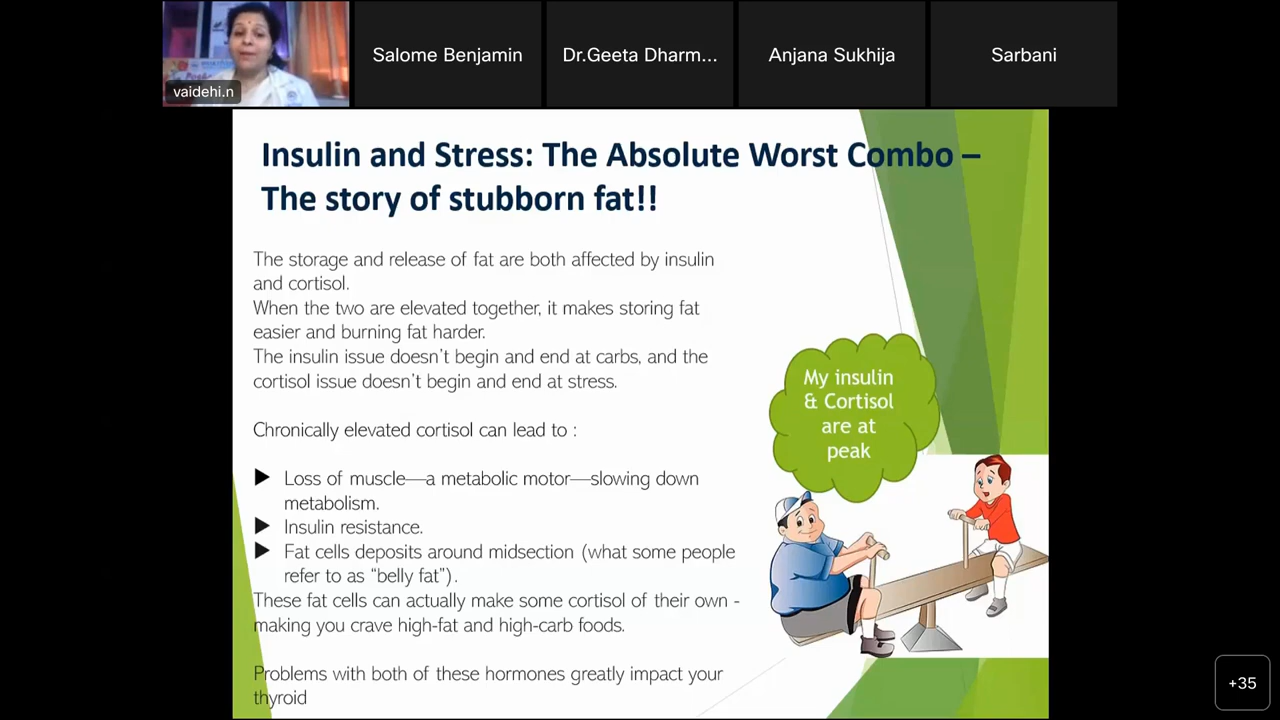 vaidehi.n
Salome Benjamin
Dr.Geeta Dharm...
Anjana Sukhija
Sarbani
Insulin and Stress: The Absolute Worst Combo –
The story of stubborn fat!!
The storage and release of fat are both affected by insulin
and cortisol.
When the two are elevated together, it makes storing fat
easier and burning fat harder.
The insulin issue doesn't begin and end at carbs, and the
cortisol issue doesn't begin and end at stress.
Chronically elevated cortisol can lead to :
Loss of muscle—a metabolic motor—slowing down
metabolism.
Insulin resistance.
Fat cells deposits around midsection (what some people
refer to as “belly fat”).
These fat cells can actually make some cortisol of their own -
making you crave high-fat and high-carb foods.
Problems with both of these hormones greatly impact your
thyroid
My insulin
& Cortisol
are at
peak
+35